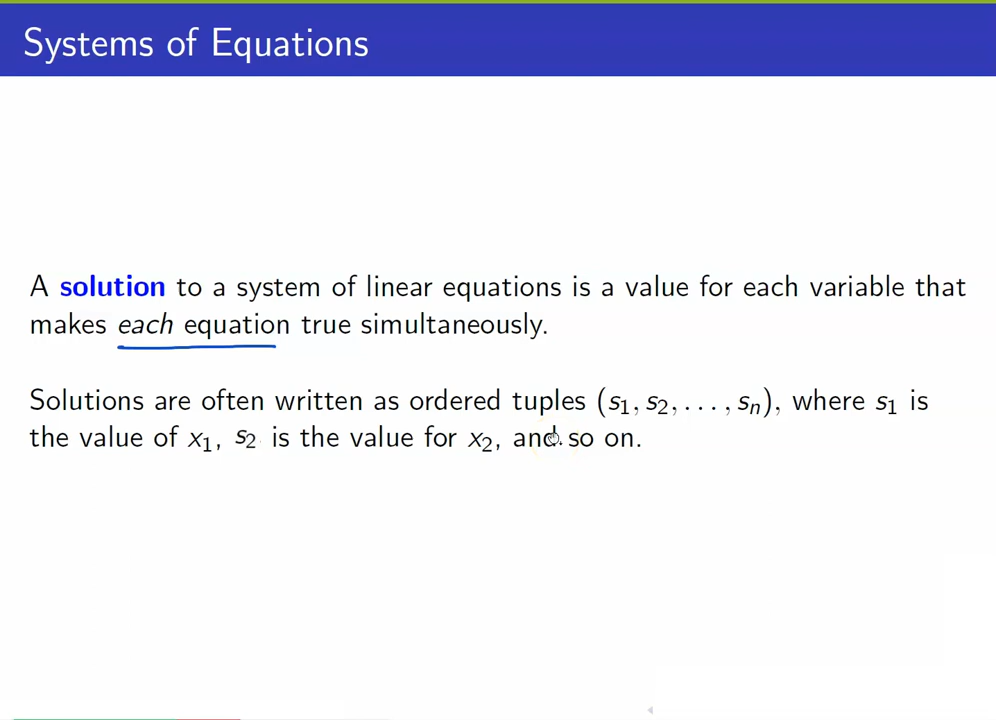 Systems of Equations
A solution to a system of linear equations is a value for each variable that
makes each equation true simultaneously.
Solutions are often written as ordered tuples (s₁, s₂, . . . , sₙ), where s₁ is
the value of x₁, s₂ is the value for x₂, and so on.